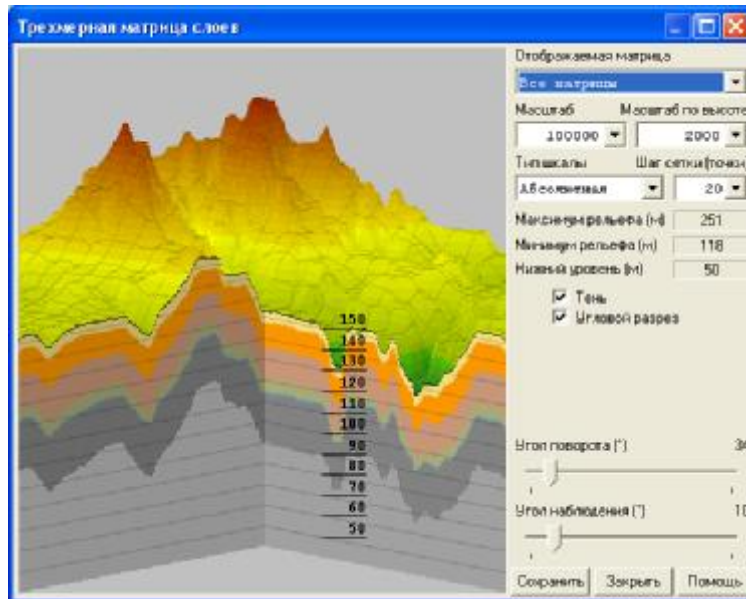 Трехмерная матрица слоев
Отображаемая матрица
Все матрицы
Масштаб Масштаб по высоте
100000 2000
Тип шкалы Шаг сетки(точки)
Абсолютная 20
Максимум рельефа (м) 251
Минимум рельефа (м) 118
Нижний уровень (м) 50
Тень
Угловой разрез
150
140
130
120
110
100
90
80
70
60
50
Угол поворота (°)
Угол наблюдения (°)
Сохранить Закрыть Помощь